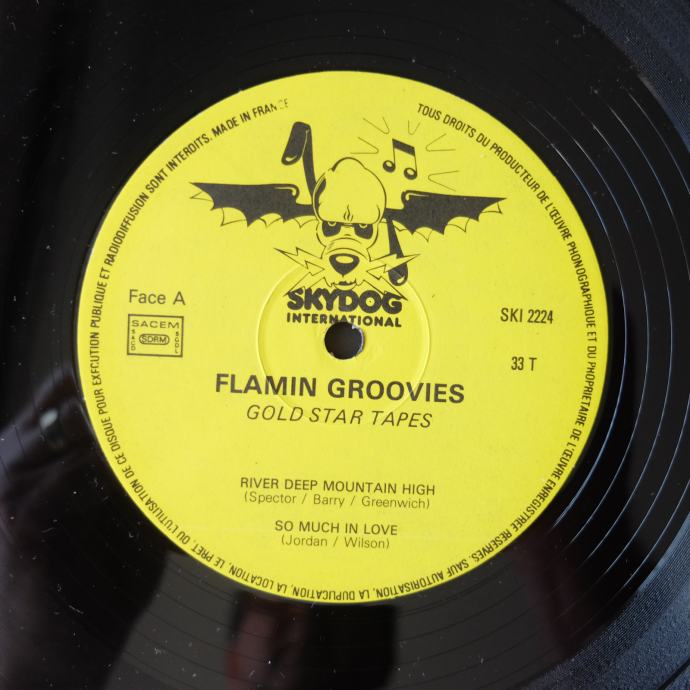 TOUS DROITS DU PRODUCTEUR DE L'ŒUVRE PHONOGRAPHIQUE ET DU PROPRIETAIRE DE L'ŒUVRE ENREGISTREE RESERVES. SAUF AUTORISATION, LA DUPLICATION, LA LOCATION, LE PRET, OU L'UTILISATION DE CE DISQUE POUR EXECUTION PUBLIQUE ET RADIODIFFUSION SONT INTERDITS. MADE IN FRANCE
SKYDOG
INTERNATIONAL
Face A
SACEM
SACD
SDRM
SGDL
SKI 2224
33 T
FLAMIN GROOVIES
GOLD STAR TAPES
RIVER DEEP MOUNTAIN HIGH
(Spector / Barry / Greenwich)
SO MUCH IN LOVE
(Jordan / Wilson)